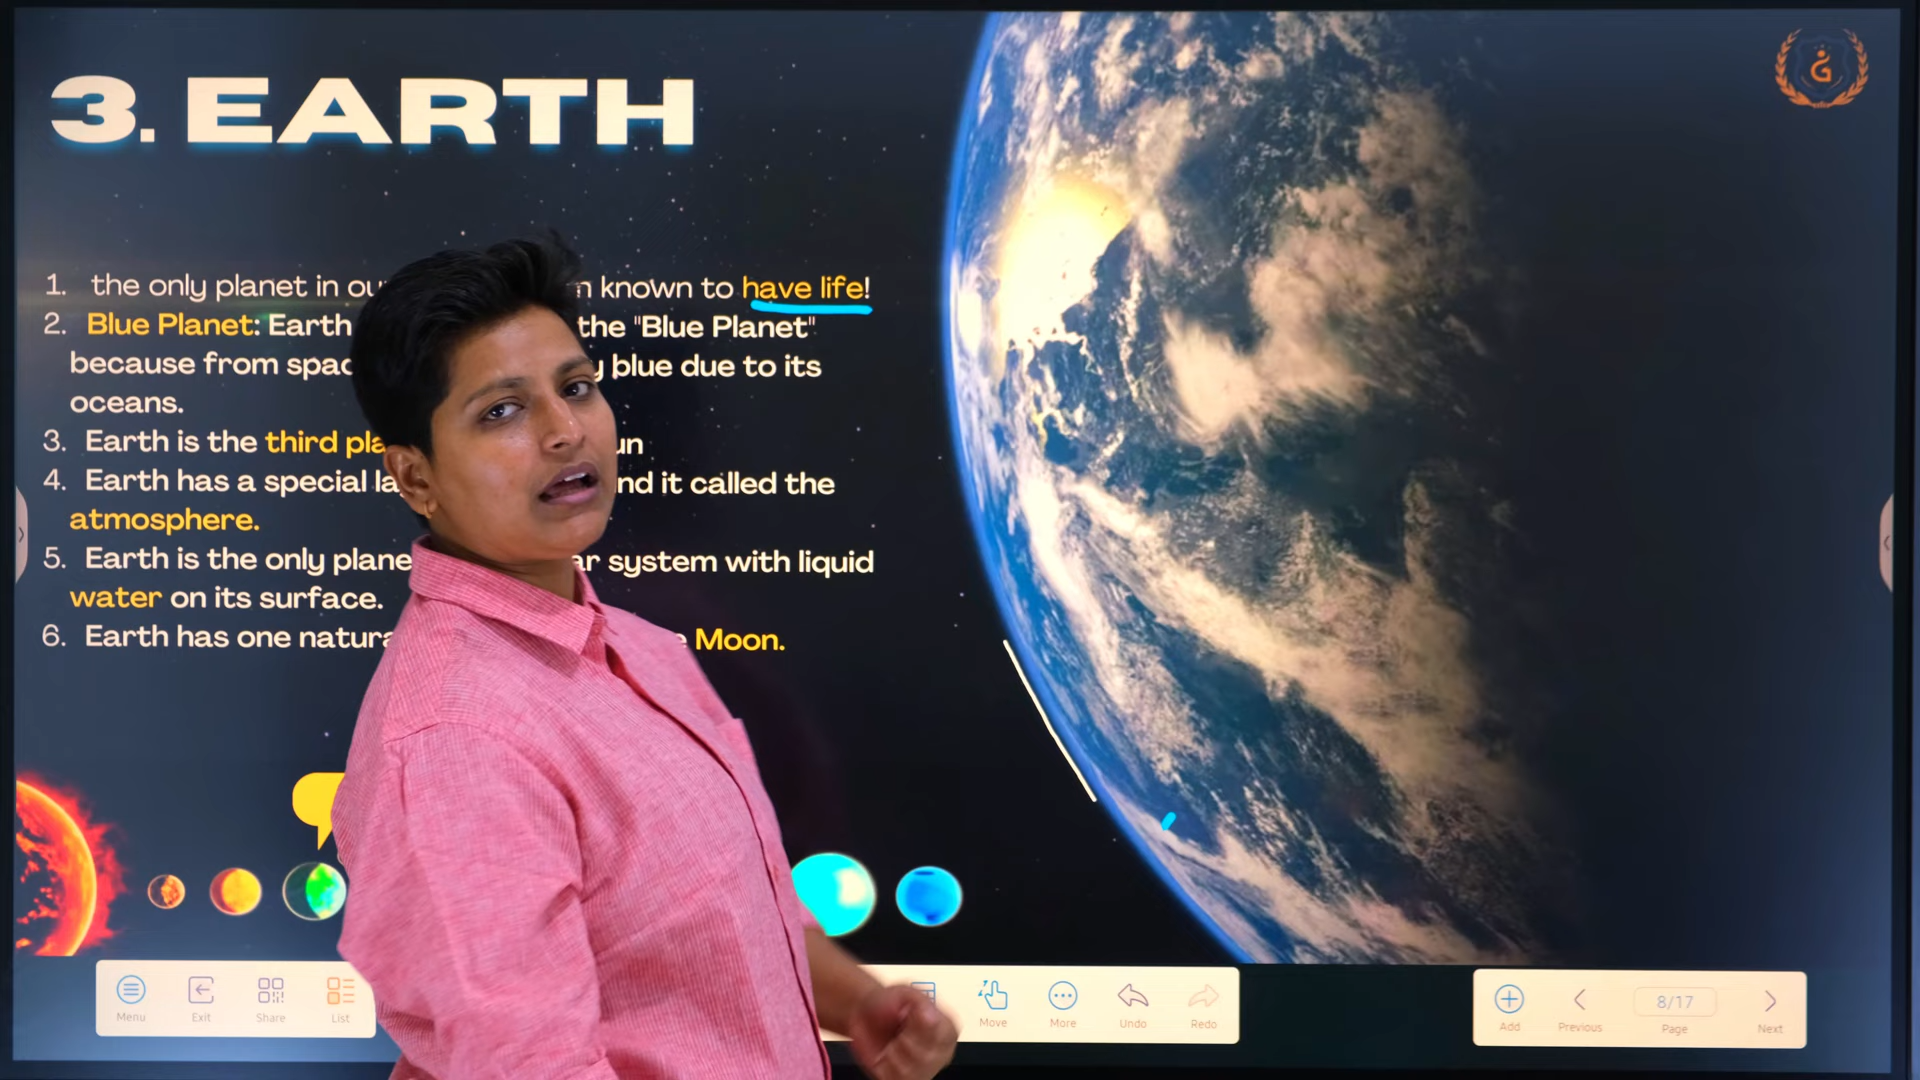 3. EARTH
1. the only planet in ou n known to have life!
2. Blue Planet: Earth the "Blue Planet"
because from spac y blue due to its
oceans.
3. Earth is the third pla un
4. Earth has a special la nd it called the
atmosphere.
5. Earth is the only plane ar system with liquid
water on its surface.
6. Earth has one natura e Moon.
Menu Exit Share List Move More Undo Redo Add Previous 8/17 Page Next